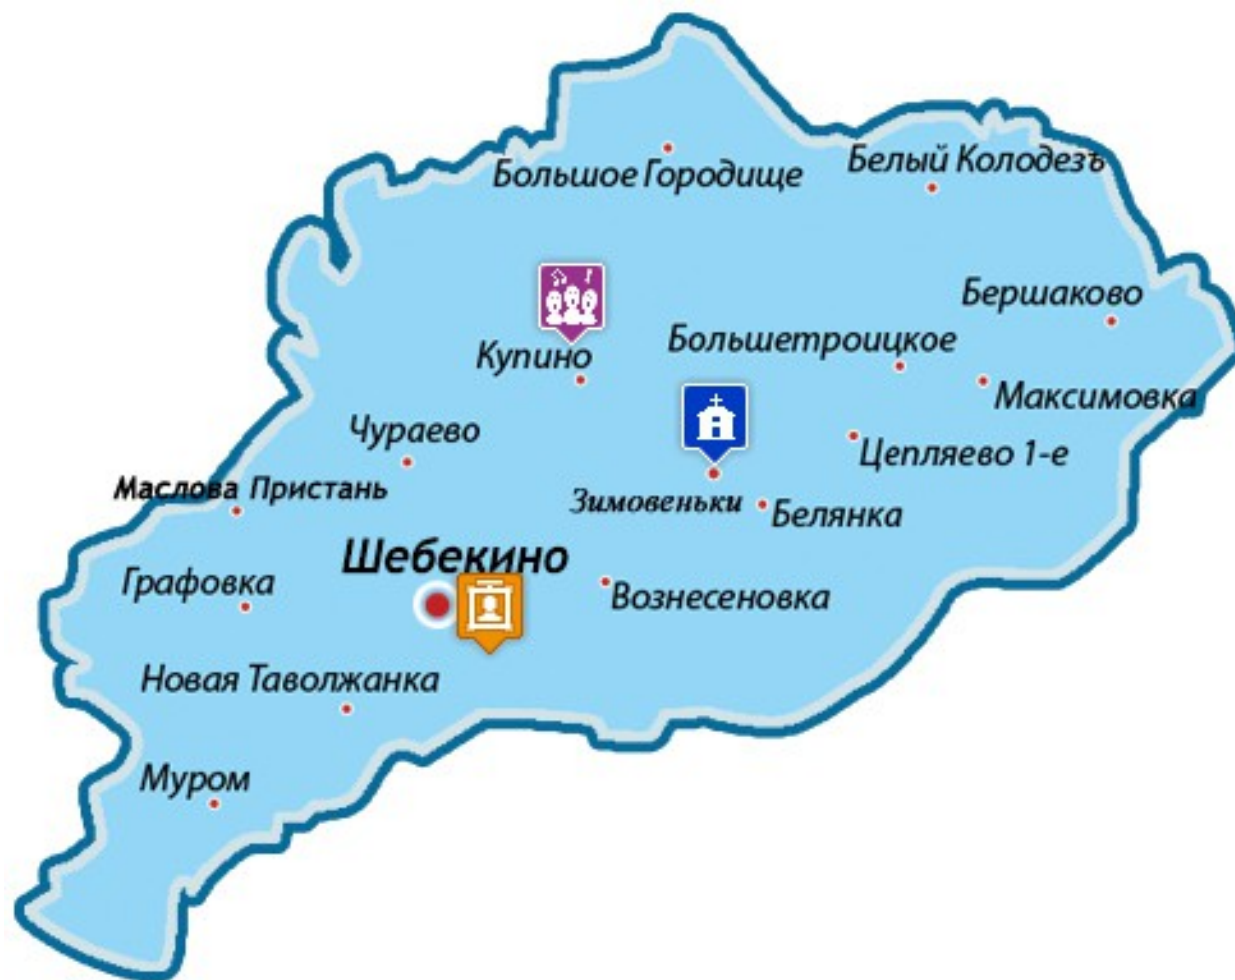 Большое Городище
Белый Колодезъ
Бершаково
Большетроицкое
Купино
Максимовка
Чураево
Цепляево 1-е
Маслова Пристань
Зимовеньки
Белянка
Шебекино
Графовка
Вознесеновка
Новая Таволжанка
Муром